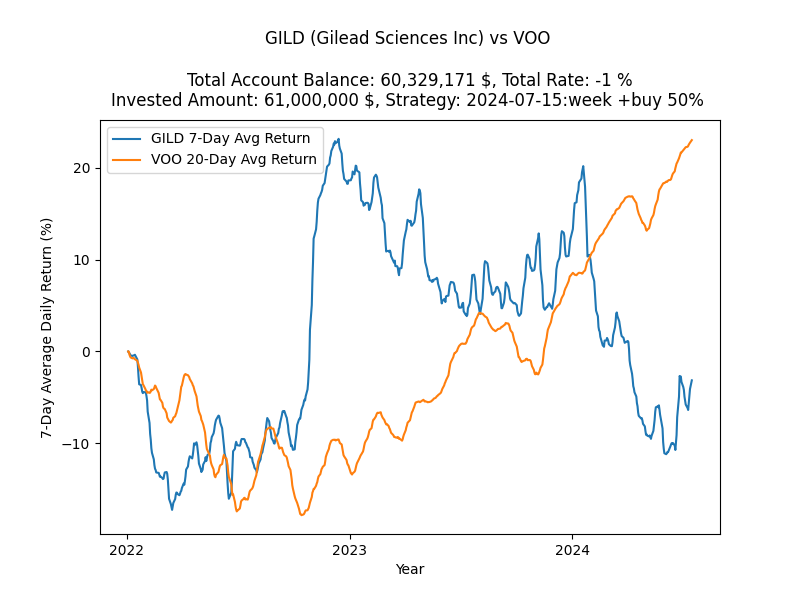 GILD (Gilead Sciences Inc) vs VOO
Total Account Balance: 60,329,171 $, Total Rate: -1 %
Invested Amount: 61,000,000 $, Strategy: 2024-07-15:week +buy 50%
GILD 7-Day Avg Return
VOO 20-Day Avg Return
7-Day Average Daily Return (%)
20
10
0
−10
2022
2023
2024
Year